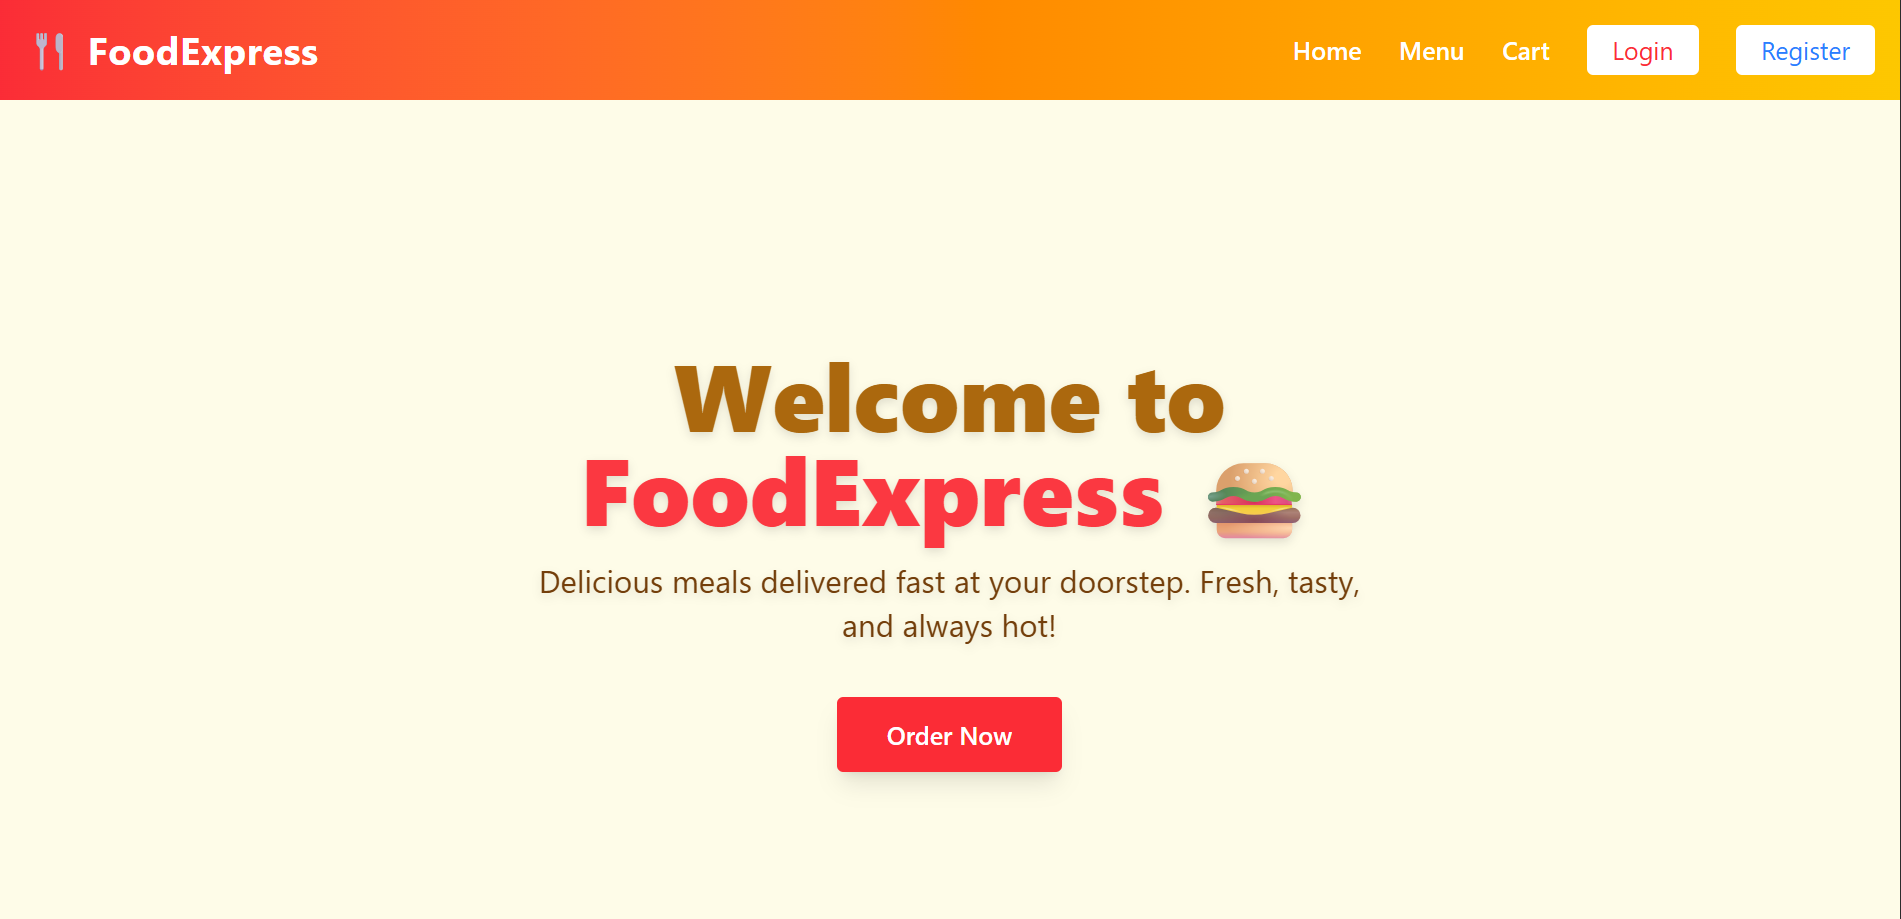 FoodExpress
Home Menu Cart Login Register
Welcome to
FoodExpress
Delicious meals delivered fast at your doorstep. Fresh, tasty,
and always hot!
Order Now